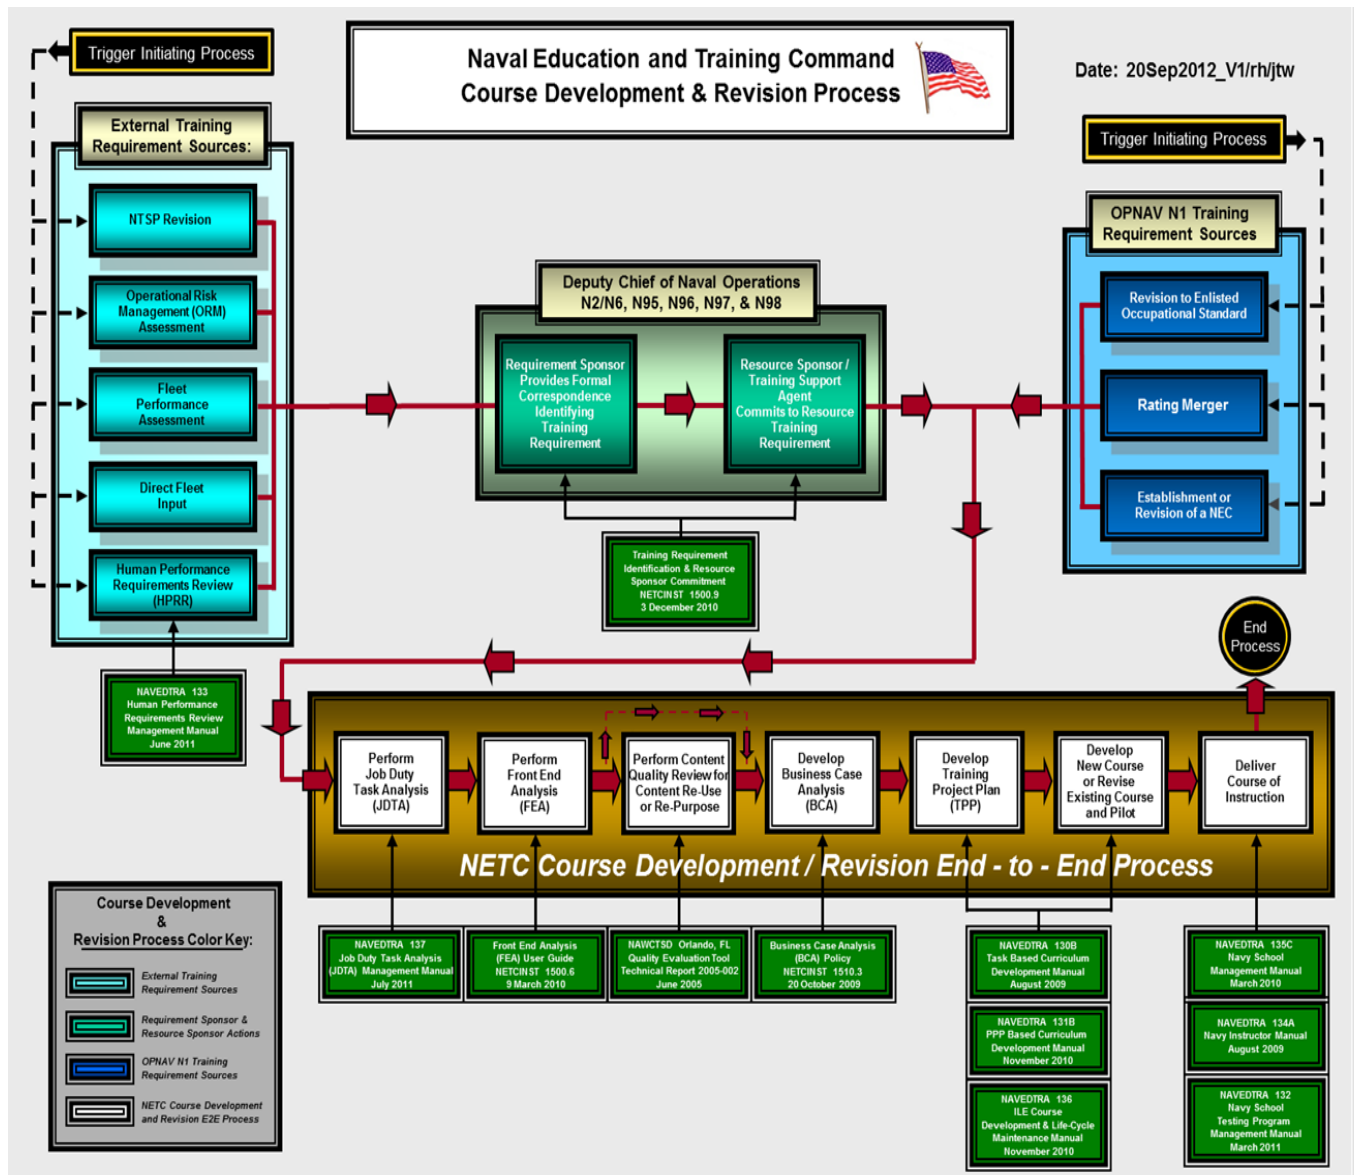 Trigger Initiating Process
Naval Education and Training Command
Course Development & Revision Process
Date: 20Sep2012_V1/rh/jtw
Trigger Initiating Process
External Training
Requirement Sources:
NTSP Revision
Operational Risk
Management (ORM)
Assessment
Fleet
Performance
Assessment
Direct Fleet
Input
Human Performance
Requirements Review
(HPRR)
NAVEDTRA 133
Human Performance
Requirements Review
Management Manual
June 2011
Deputy Chief of Naval Operations
N2/N6, N95, N96, N97, & N98
Requirement Sponsor
Provides Formal
Correspondence
Identifying
Training
Requirement
Resource Sponsor /
Training Support
Agent
Commits to Resource
Training
Requirement
Training Requirement
Identification & Resource
Sponsor Commitment
NETCINST 1500.9
3 December 2010
OPNAV N1 Training
Requirement Sources
Revision to Enlisted
Occupational Standard
Rating Merger
Establishment or
Revision of a NEC
End
Process
Perform
Job Duty
Task Analysis
(JDTA)
Perform
Front End
Analysis
(FEA)
Perform Content
Quality Review for
Content Re-Use
or Re-Purpose
Develop
Business Case
Analysis
(BCA)
Develop
Training
Project Plan
(TPP)
Develop
New Course
or Revise
Existing Course
and Pilot
Deliver
Course of
Instruction
NETC Course Development / Revision End - to - End Process
NAVEDTRA 137
Job Duty Task Analysis
(JDTA) Management Manual
July 2011
Front End Analysis
(FEA) User Guide
NETCINST 1500.6
9 March 2010
NAWCTSD Orlando, FL
Quality Evaluation Tool
Technical Report 2005-002
June 2005
Business Case Analysis
(BCA) Policy
NETCINST 1510.3
20 October 2009
NAVEDTRA 130B
Task Based Curriculum
Development Manual
August 2009
NAVEDTRA 131B
PPP Based Curriculum
Development Manual
November 2010
NAVEDTRA 136
ILE Course
Development & Life-Cycle
Maintenance Manual
November 2010
NAVEDTRA 135C
Navy School
Management Manual
March 2010
NAVEDTRA 134A
Navy Instructor Manual
August 2009
NAVEDTRA 132
Navy School
Testing Program
Management Manual
March 2011
Course Development
&
Revision Process Color Key:
External Training
Requirement Sources
Requirement Sponsor &
Resource Sponsor Actions
OPNAV N1 Training
Requirement Sources
NETC Course Development
and Revision E2E Process